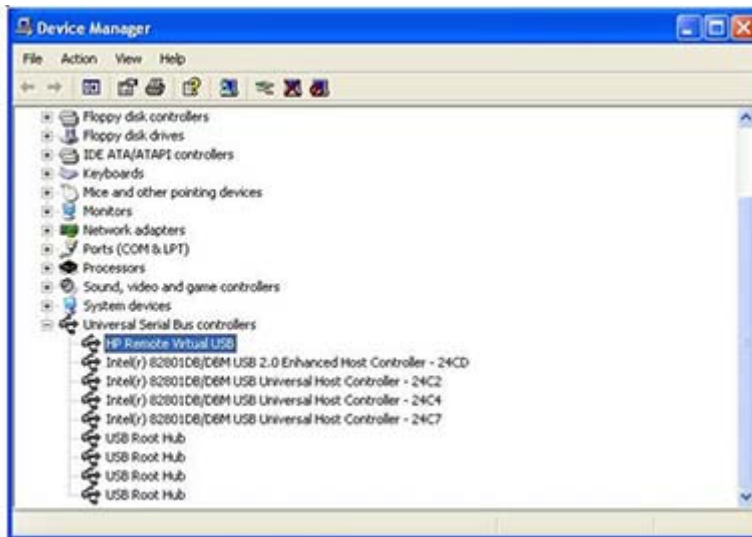 Device Manager
File Action View Help
Floppy disk controllers
Floppy disk drives
IDE ATA/ATAPI controllers
Keyboards
Mice and other pointing devices
Monitors
Network adapters
Ports (COM & LPT)
Processors
Sound, video and game controllers
System devices
Universal Serial Bus controllers
HP Remote Virtual USB
Intel(r) 82801DB/DBM USB 2.0 Enhanced Host Controller - 24CD
Intel(r) 82801DB/DBM USB Universal Host Controller - 24C2
Intel(r) 82801DB/DBM USB Universal Host Controller - 24C4
Intel(r) 82801DB/DBM USB Universal Host Controller - 24C7
USB Root Hub
USB Root Hub
USB Root Hub
USB Root Hub